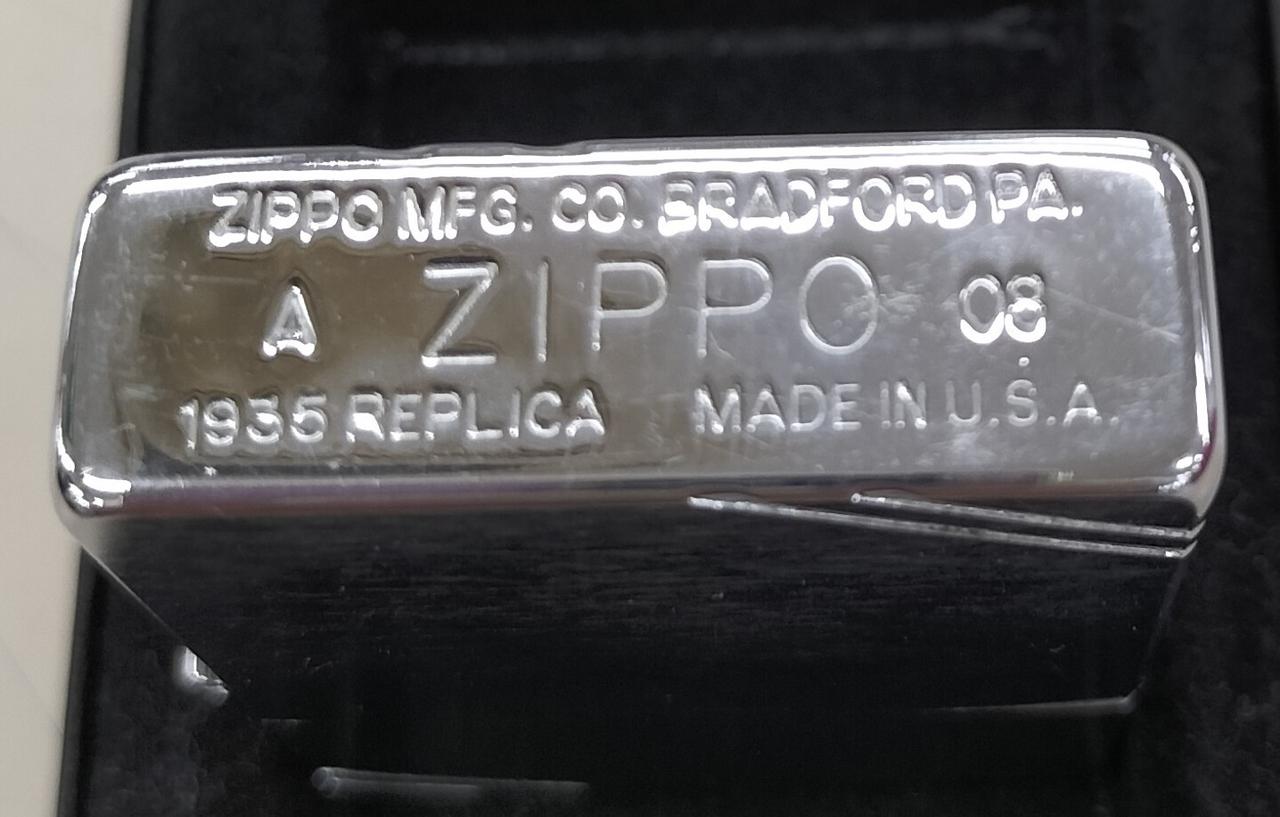 ZIPPO MFG. CO. BRADFORD PA.
A ZIPPO 08
1935 REPLICA MADE IN U.S.A.